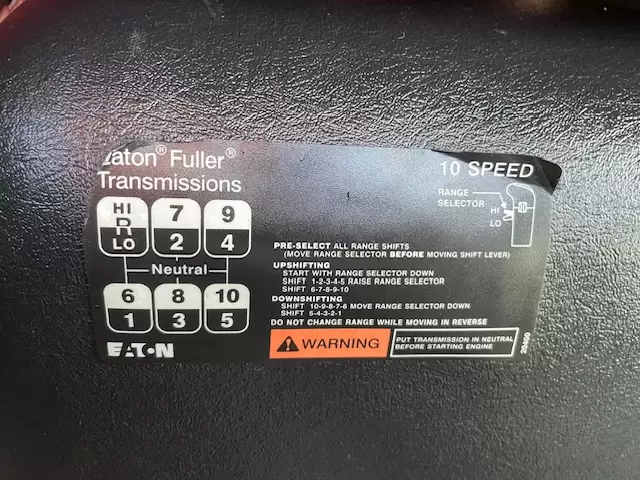 Eaton® Fuller®
Transmissions
10 SPEED
RANGE
SELECTOR
HI
LO
HI
R
LO
7
2
9
4
Neutral
6
1
8
3
10
5
PRE-SELECT ALL RANGE SHIFTS
(MOVE RANGE SELECTOR BEFORE MOVING SHIFT LEVER)
UPSHIFTING
START WITH RANGE SELECTOR DOWN
SHIFT 1-2-3-4-5 RAISE RANGE SELECTOR
SHIFT 6-7-8-9-10
DOWNSHIFTING
SHIFT 10-9-8-7-6 MOVE RANGE SELECTOR DOWN
SHIFT 5-4-3-2-1
DO NOT CHANGE RANGE WHILE MOVING IN REVERSE
EATON
WARNING
PUT TRANSMISSION IN NEUTRAL
BEFORE STARTING ENGINE
20460